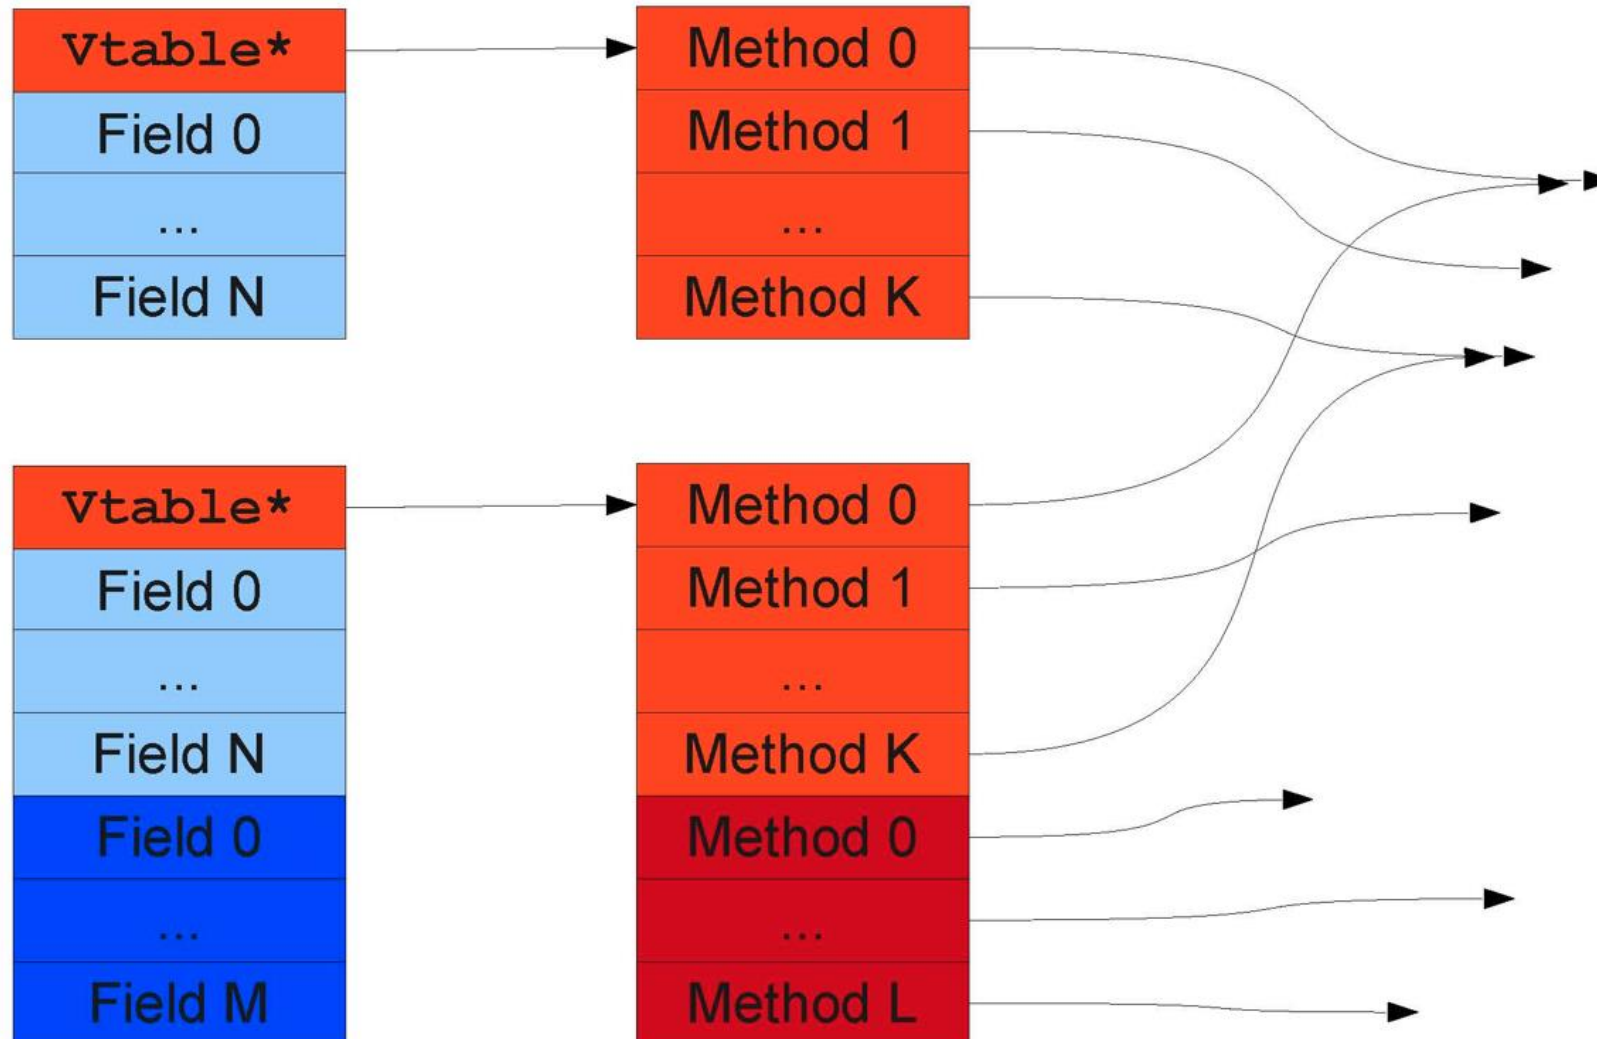 Vtable*
Field 0
...
Field N
Method 0
Method 1
...
Method K
Vtable*
Field 0
...
Field N
Field 0
...
Field M
Method 0
Method 1
...
Method K
Method 0
...
Method L